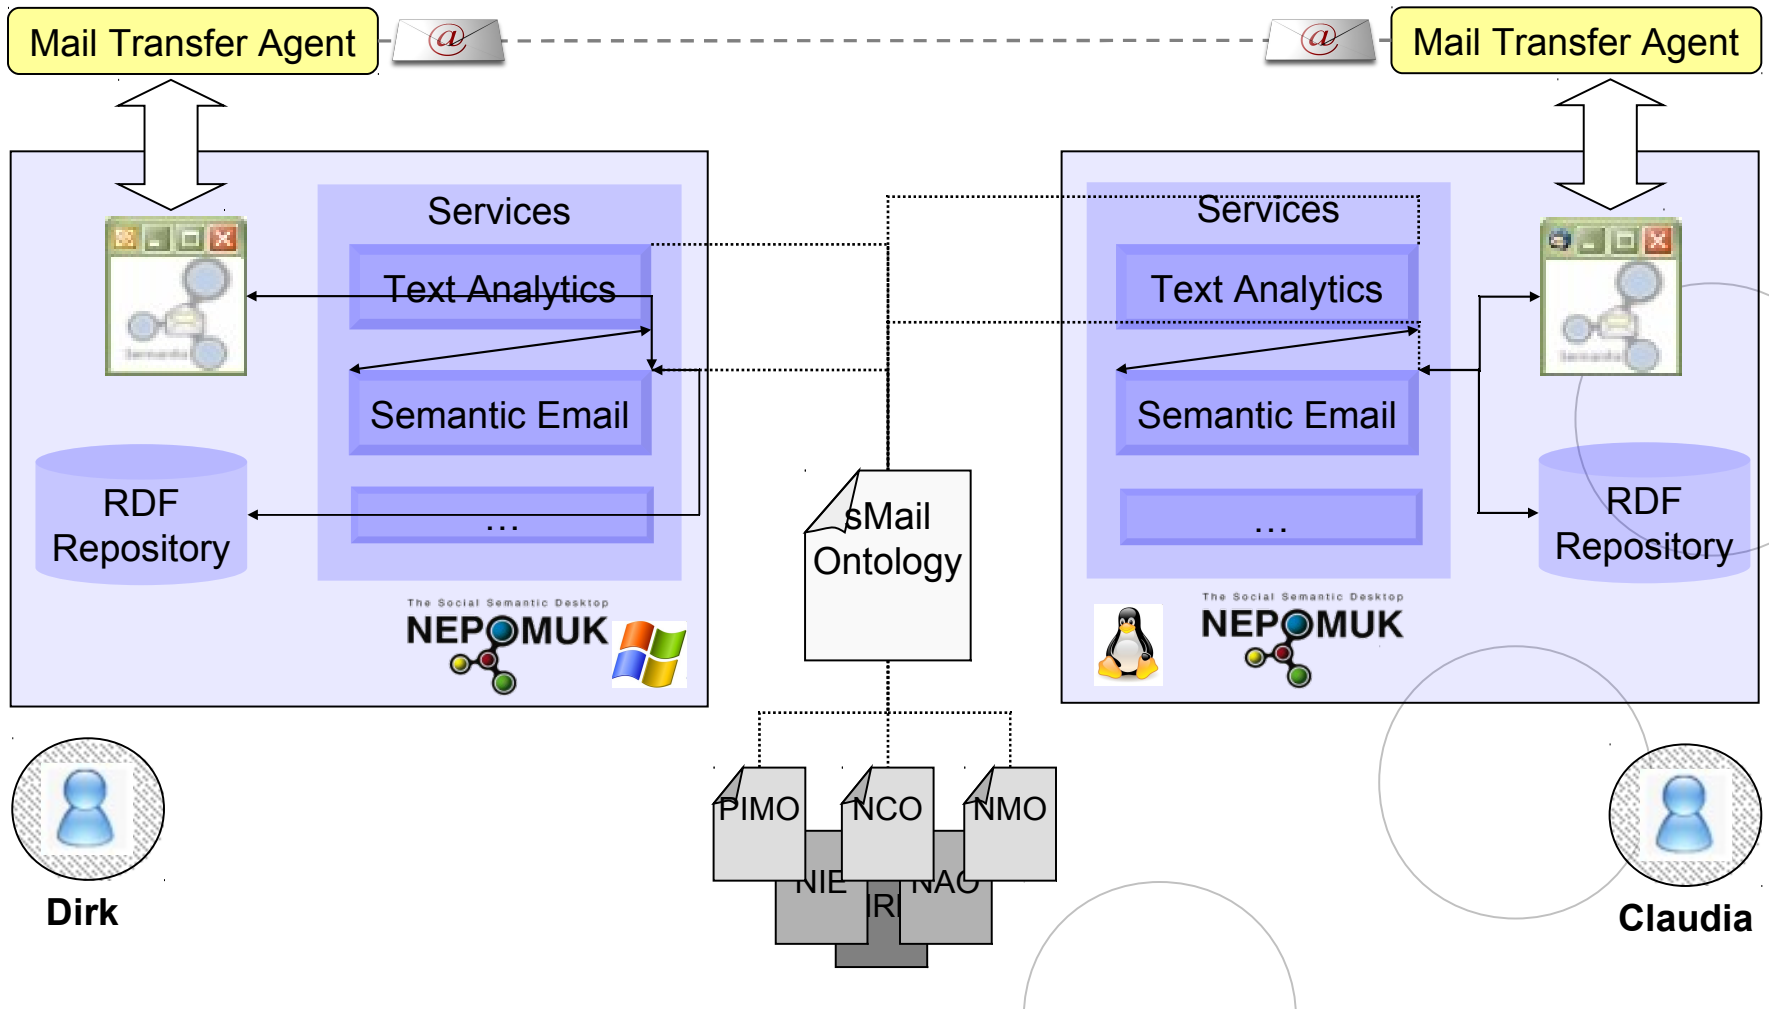 Mail Transfer Agent
@
@
Mail Transfer Agent
Services
Text Analytics
Semantic Email
...
RDF
Repository
The Social Semantic Desktop
NEPOMUK
sMail
Ontology
Services
Text Analytics
Semantic Email
...
RDF
Repository
The Social Semantic Desktop
NEPOMUK
PIMO
NCO
NMO
NIE
NAO
Dirk
Claudia